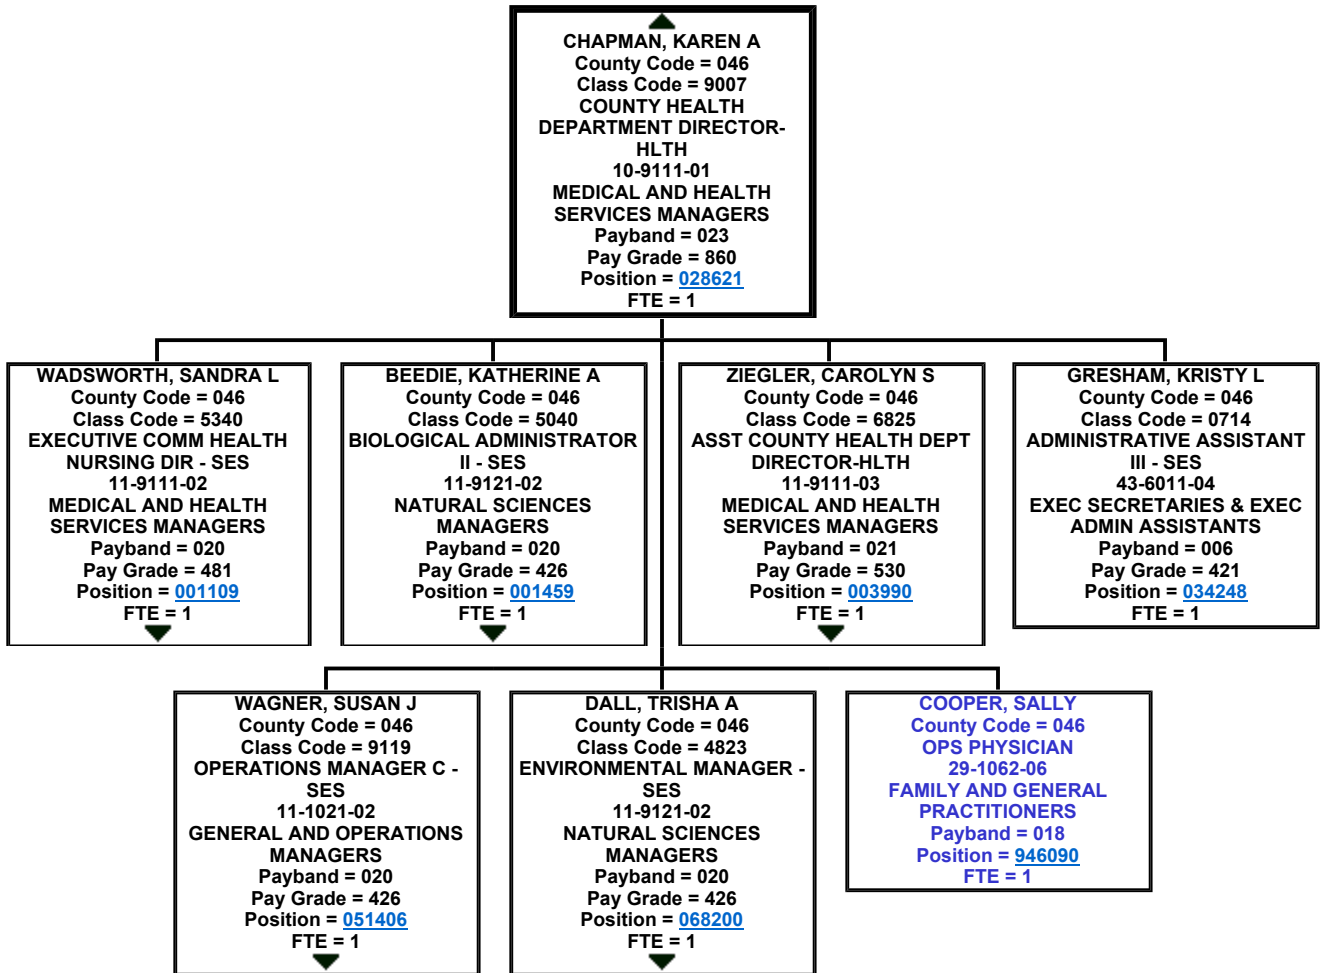 CHAPMAN, KAREN A
County Code = 046
Class Code = 9007
COUNTY HEALTH
DEPARTMENT DIRECTOR-
HLTH
10-9111-01
MEDICAL AND HEALTH
SERVICES MANAGERS
Payband = 023
Pay Grade = 860
Position = 028621
FTE = 1
WADSWORTH, SANDRA L
County Code = 046
Class Code = 5340
EXECUTIVE COMM HEALTH
NURSING DIR - SES
11-9111-02
MEDICAL AND HEALTH
SERVICES MANAGERS
Payband = 020
Pay Grade = 481
Position = 001109
FTE = 1
BEEDIE, KATHERINE A
County Code = 046
Class Code = 5040
BIOLOGICAL ADMINISTRATOR
II - SES
11-9121-02
NATURAL SCIENCES
MANAGERS
Payband = 020
Pay Grade = 426
Position = 001459
FTE = 1
ZIEGLER, CAROLYN S
County Code = 046
Class Code = 6825
ASST COUNTY HEALTH DEPT
DIRECTOR-HLTH
11-9111-03
MEDICAL AND HEALTH
SERVICES MANAGERS
Payband = 021
Pay Grade = 530
Position = 003990
FTE = 1
GRESHAM, KRISTY L
County Code = 046
Class Code = 0714
ADMINISTRATIVE ASSISTANT
III - SES
43-6011-04
EXEC SECRETARIES & EXEC
ADMIN ASSISTANTS
Payband = 006
Pay Grade = 421
Position = 034248
FTE = 1
WAGNER, SUSAN J
County Code = 046
Class Code = 9119
OPERATIONS MANAGER C -
SES
11-1021-02
GENERAL AND OPERATIONS
MANAGERS
Payband = 020
Pay Grade = 426
Position = 051406
FTE = 1
DALL, TRISHA A
County Code = 046
Class Code = 4823
ENVIRONMENTAL MANAGER -
SES
11-9121-02
NATURAL SCIENCES
MANAGERS
Payband = 020
Pay Grade = 426
Position = 068200
FTE = 1
COOPER, SALLY
County Code = 046
OPS PHYSICIAN
29-1062-06
FAMILY AND GENERAL
PRACTITIONERS
Payband = 018
Position = 946090
FTE = 1